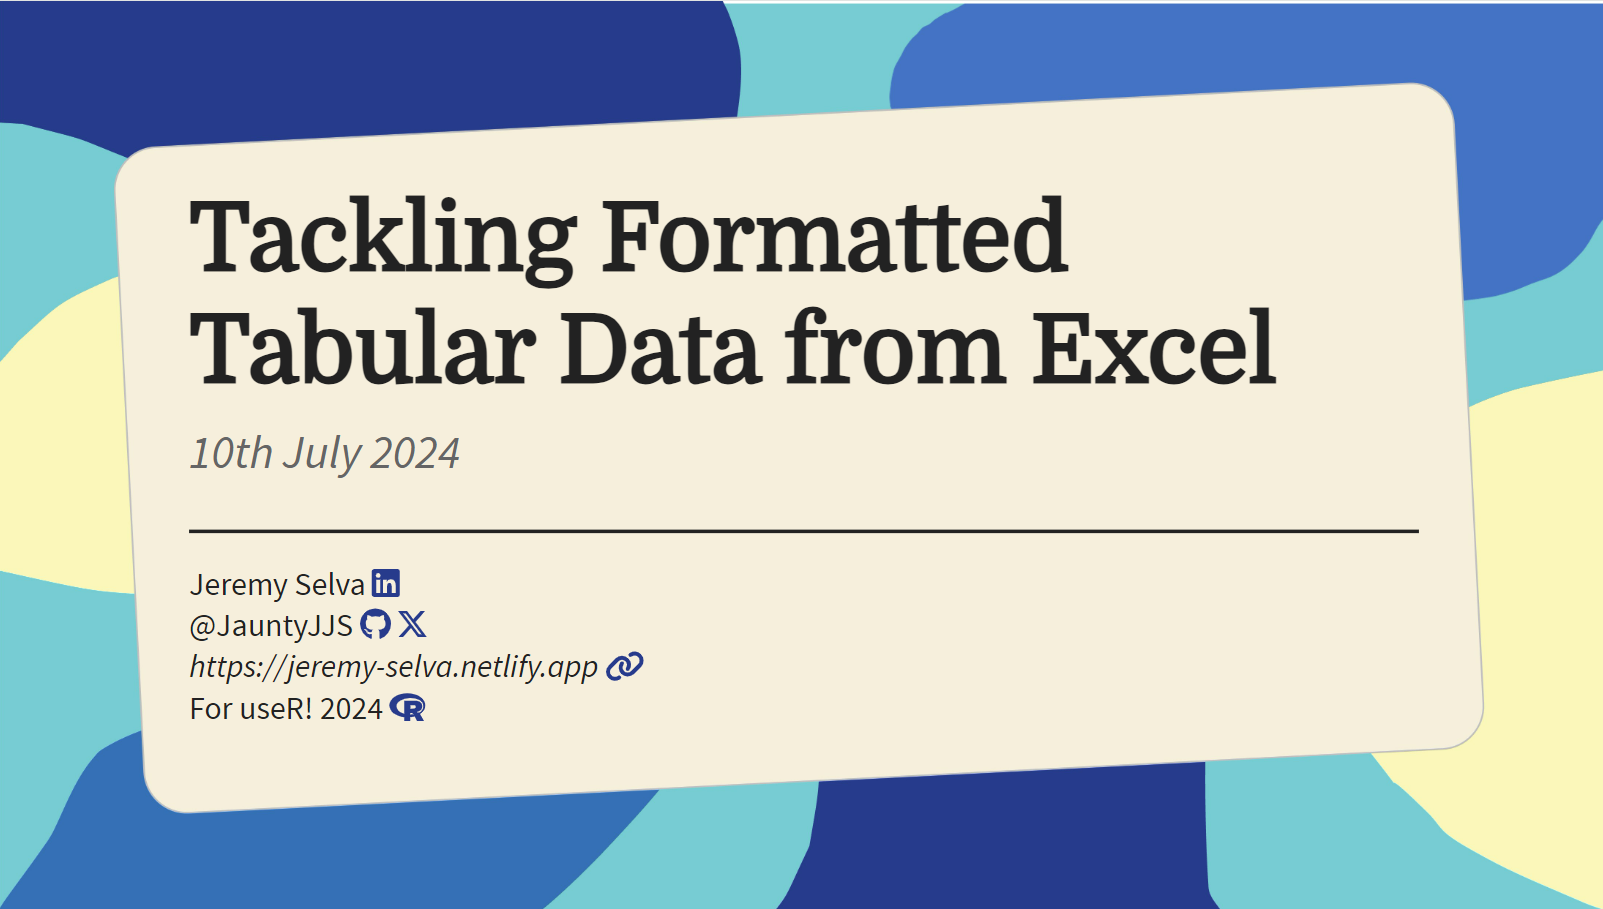 Tackling Formatted
Tabular Data from Excel
10th July 2024
Jeremy Selva
@JauntyJJS
https://jeremy-selva.netlify.app
For useR! 2024